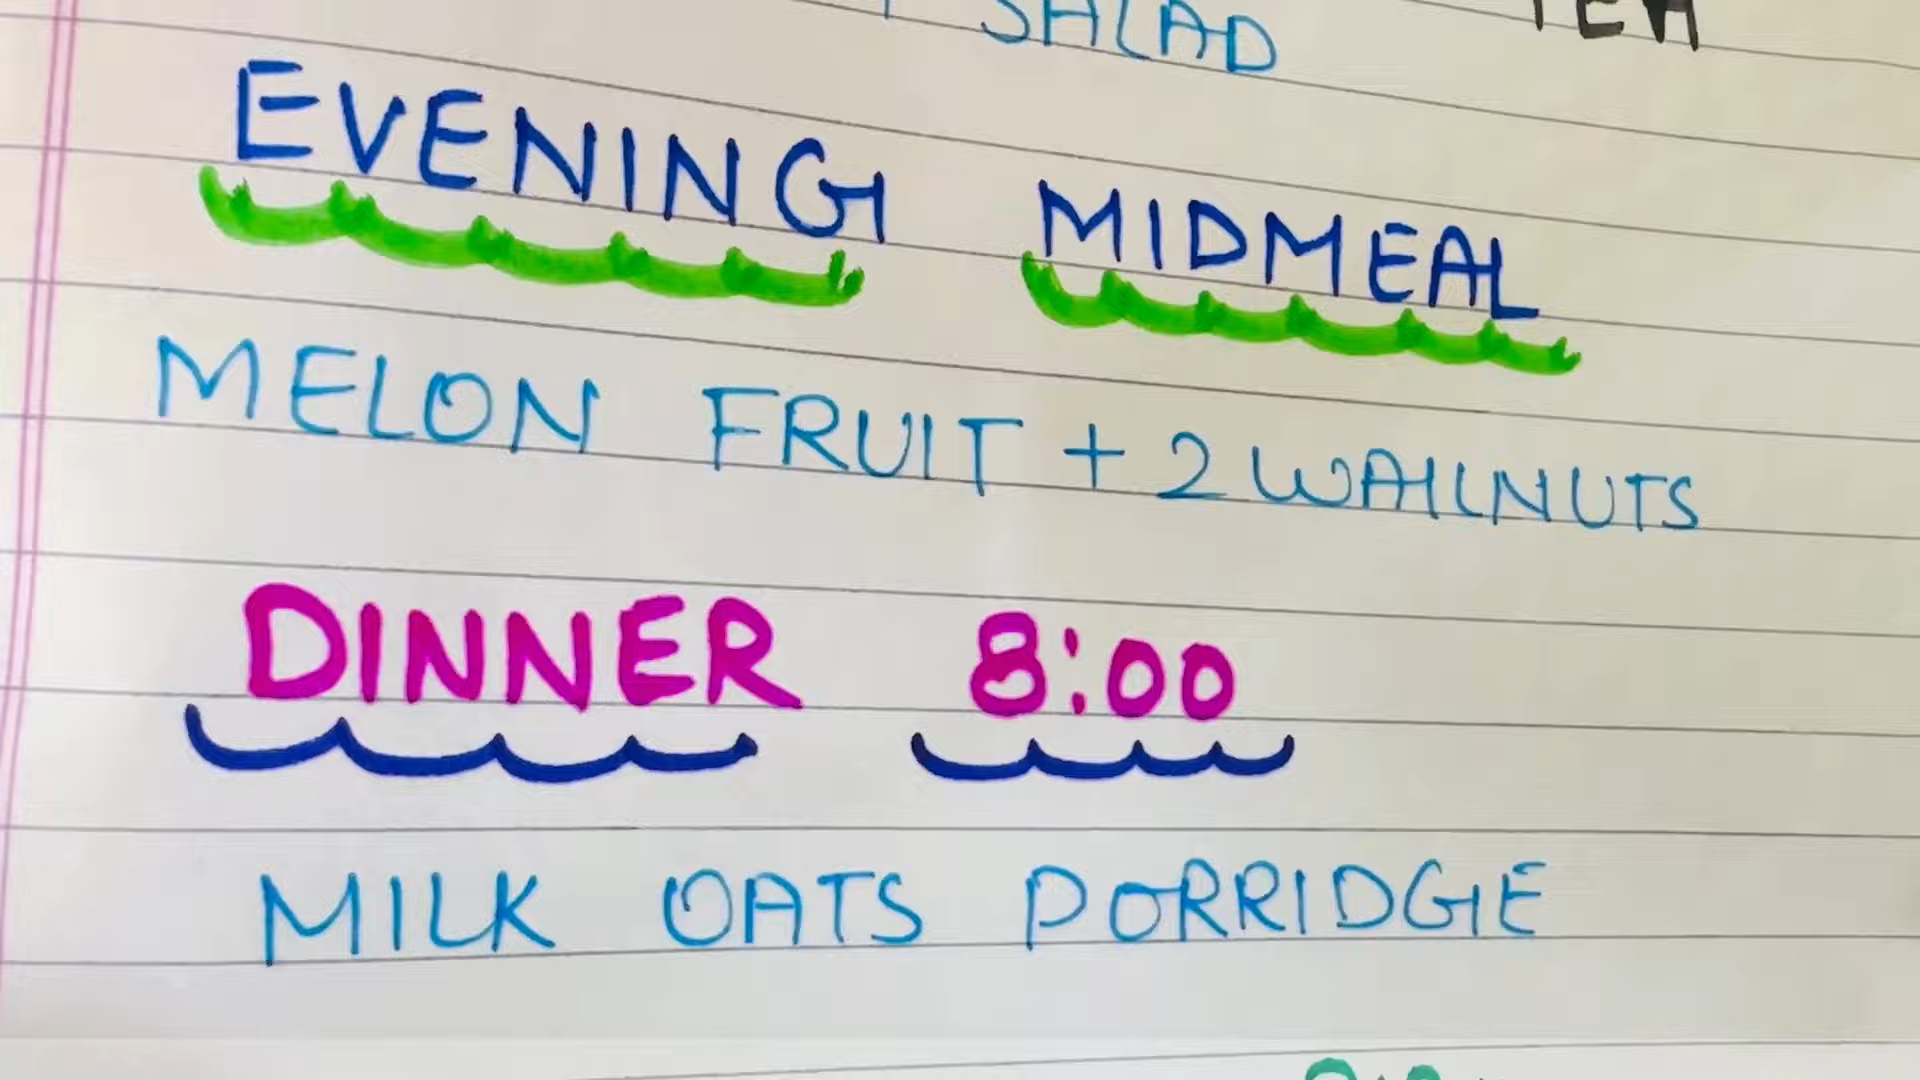 SALAD
EVENING MIDMEAL
MELON FRUIT + 2 WALNUTS
DINNER 8:00
MILK OATS PORRIDGE